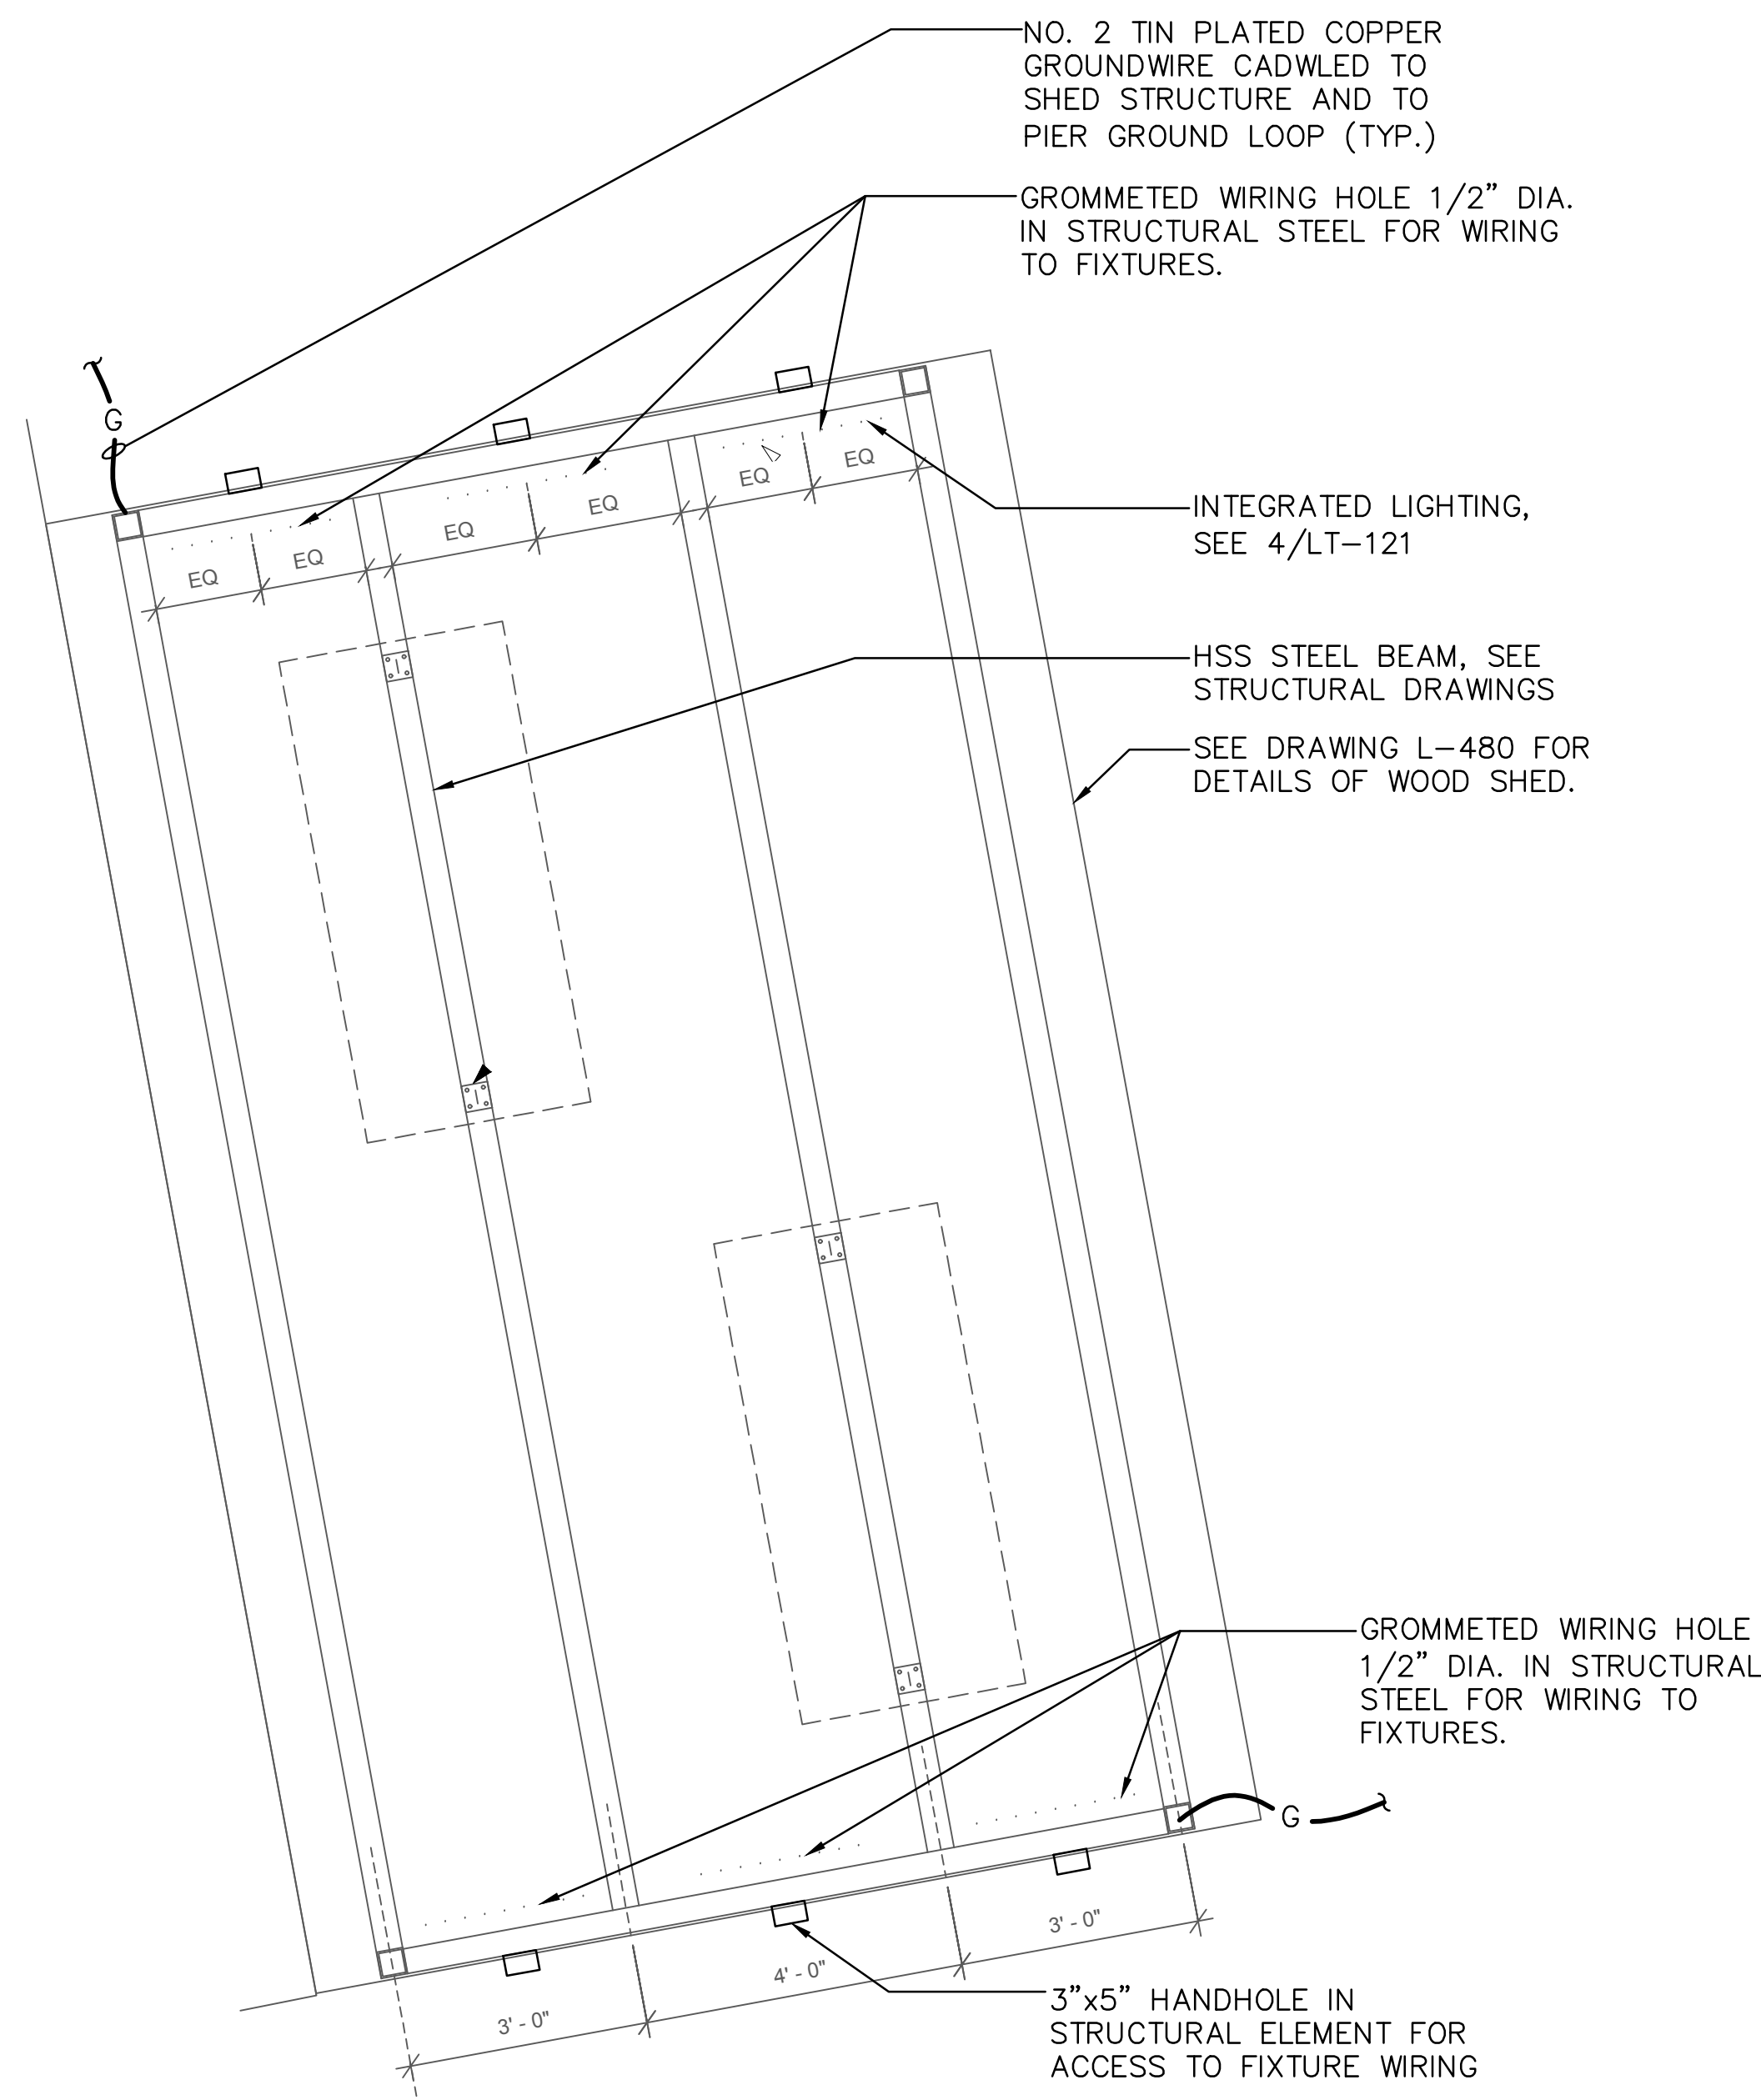 NO. 2 TIN PLATED COPPER
GROUNDWIRE CADWLED TO
SHED STRUCTURE AND TO
PIER GROUND LOOP (TYP.)
GROMMETED WIRING HOLE 1/2" DIA.
IN STRUCTURAL STEEL FOR WIRING
TO FIXTURES.
G
EQ
EQ
EQ
EQ
EQ
EQ
INTEGRATED LIGHTING,
SEE 4/LT-121
HSS STEEL BEAM, SEE
STRUCTURAL DRAWINGS
SEE DRAWING L-480 FOR
DETAILS OF WOOD SHED.
GROMMETED WIRING HOLE
1/2" DIA. IN STRUCTURAL
STEEL FOR WIRING TO
FIXTURES.
G
3' - 0"
4' - 0"
3' - 0"
3"x5" HANDHOLE IN
STRUCTURAL ELEMENT FOR
ACCESS TO FIXTURE WIRING